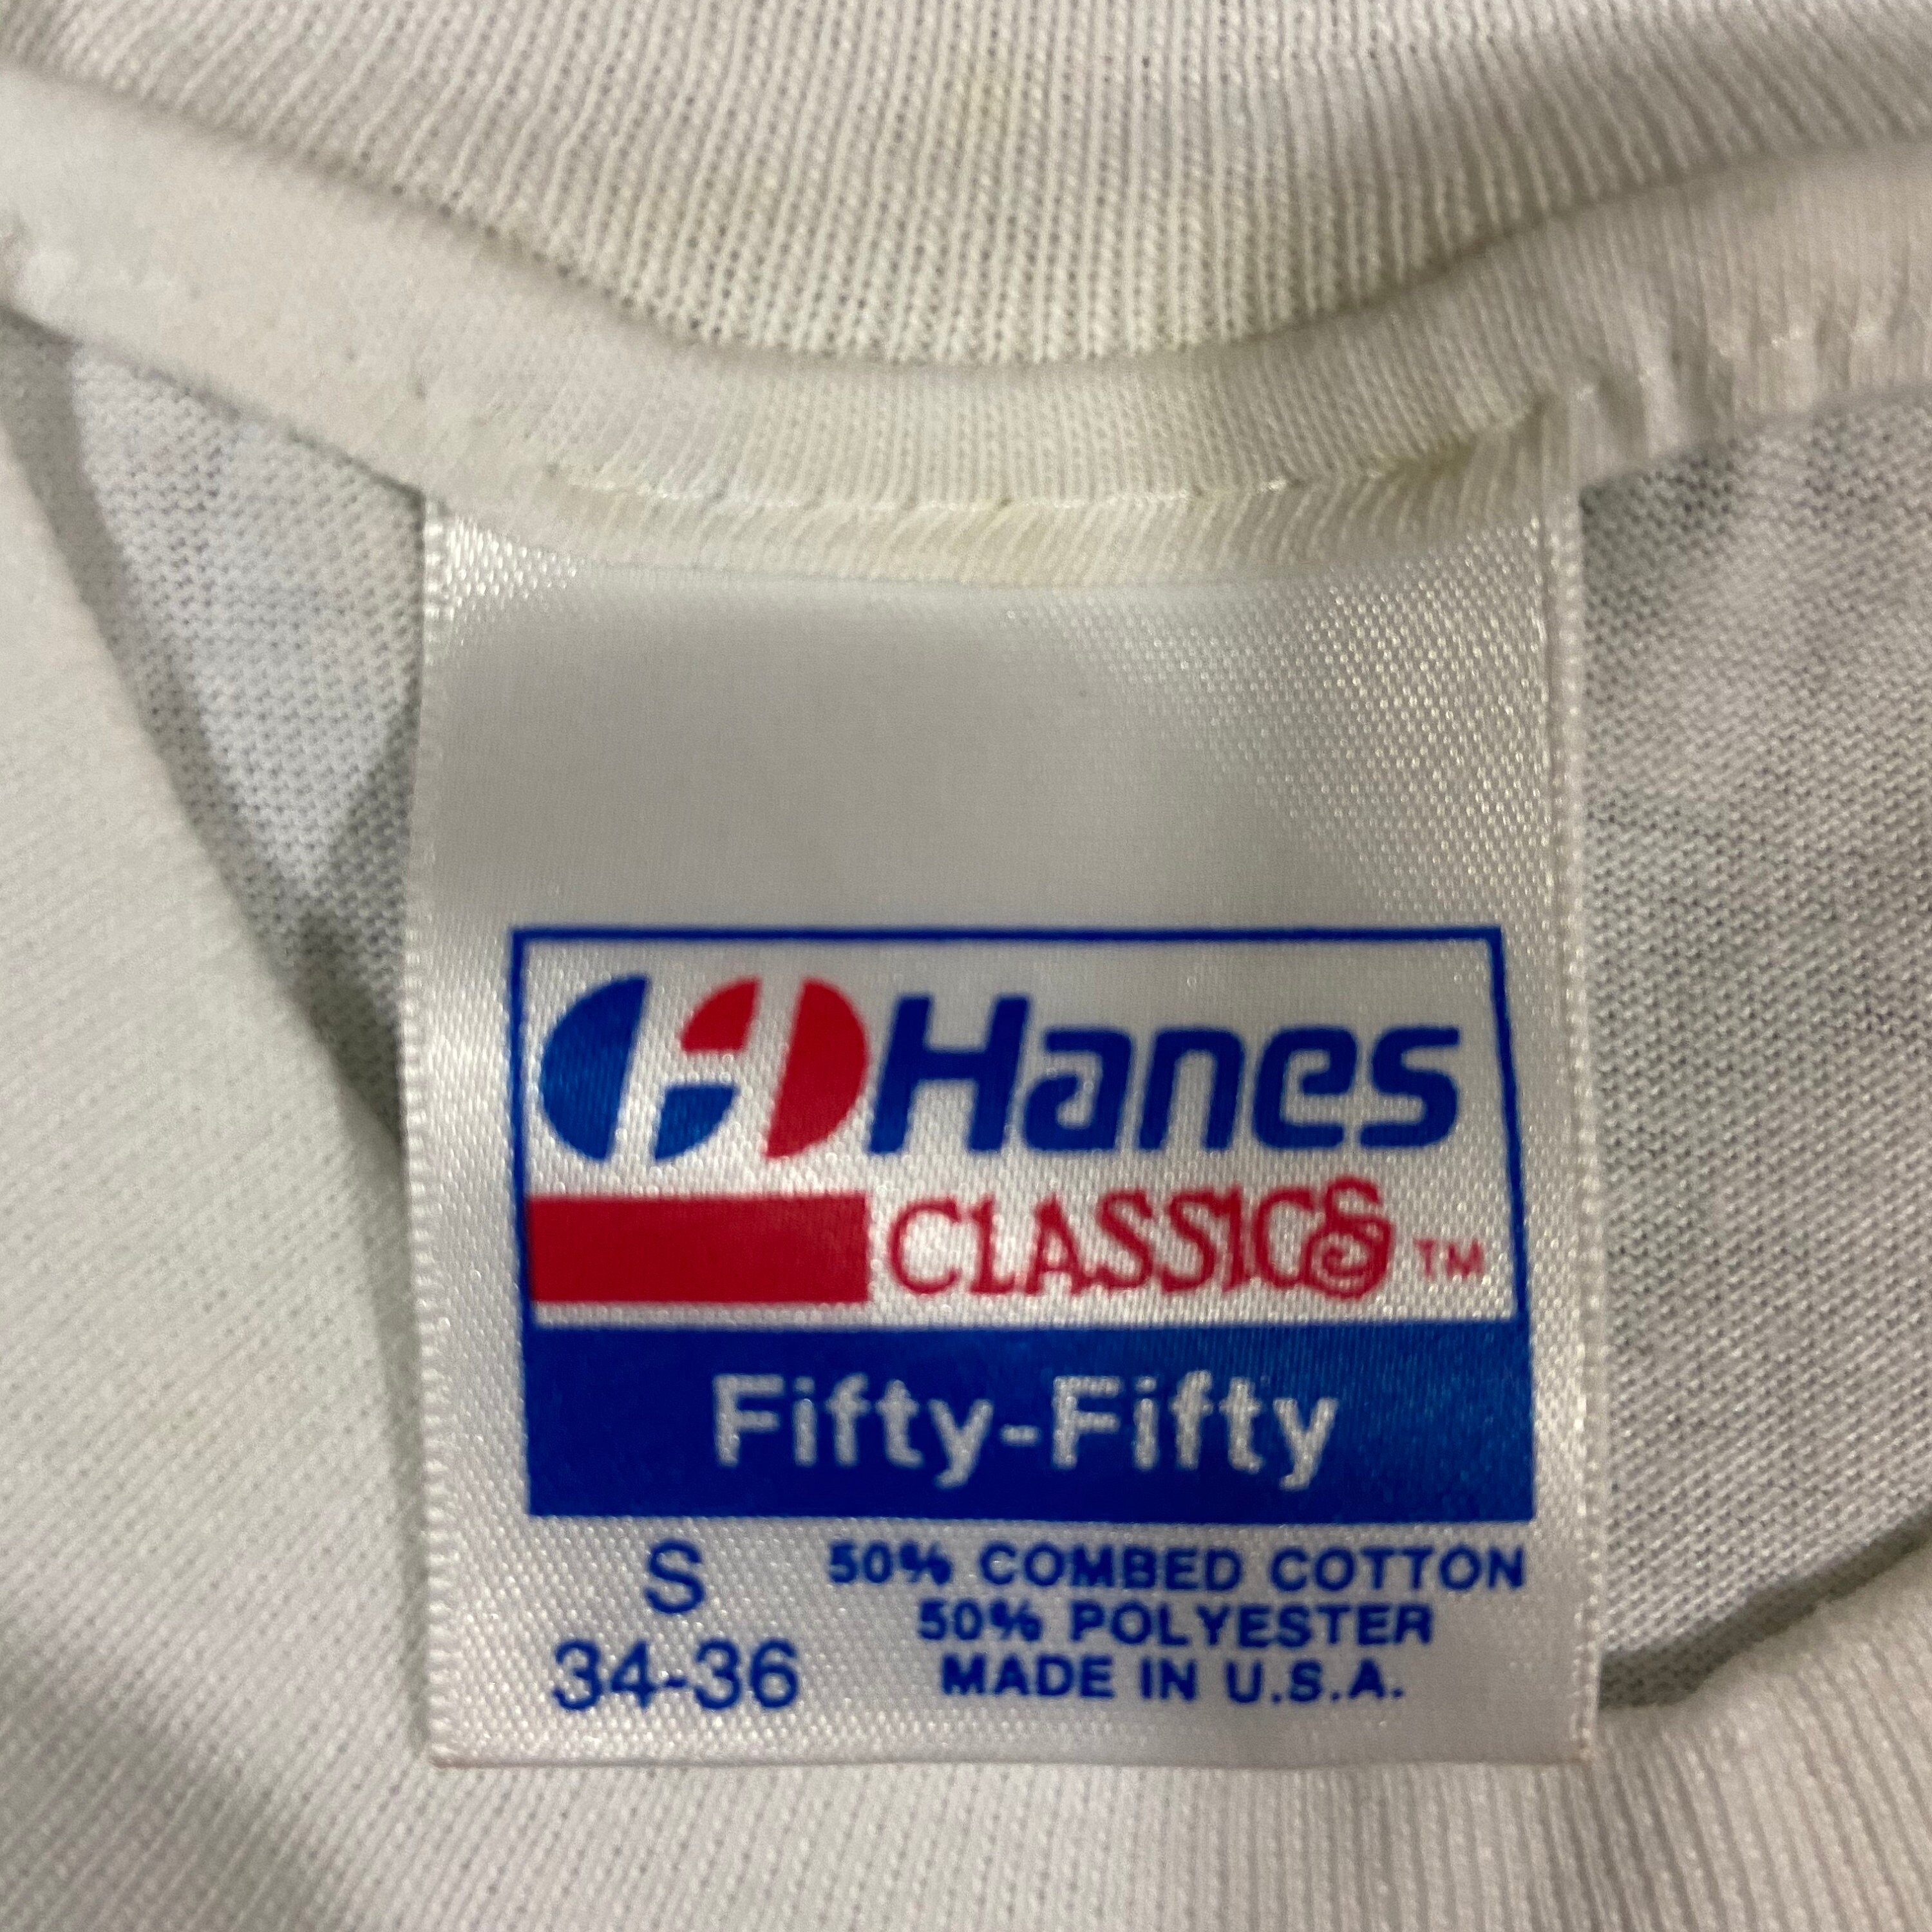 Hanes
CLASSICS TM
Fifty-Fifty
S
34-36
50% COMBED COTTON
50% POLYESTER
MADE IN U.S.A.